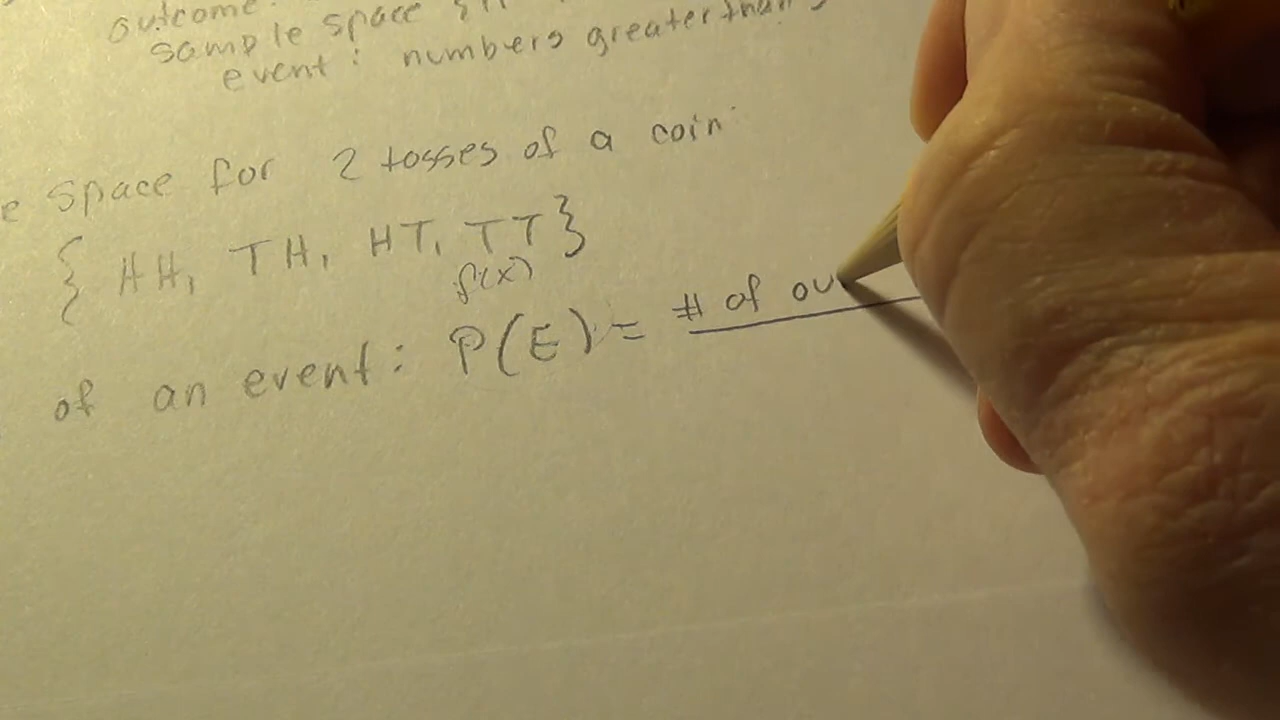 outcome
sample space
event: numbers greater than
space for 2 tosses of a coin
{ HH, TH, HT, TT }
f(x)
of an event: P(E) = # of ou